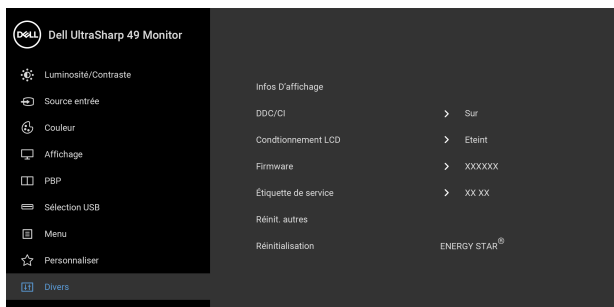 DELL Dell UltraSharp 49 Monitor
Luminosité/Contraste
Source entrée
Couleur
Affichage
PBP
Sélection USB
Menu
Personnaliser
Divers
Infos D'affichage
DDC/CI > Sur
Condtionnement LCD > Eteint
Firmware > XXXXXX
Étiquette de service > XX XX
Réinit. autres
Réinitialisation ENERGY STAR®